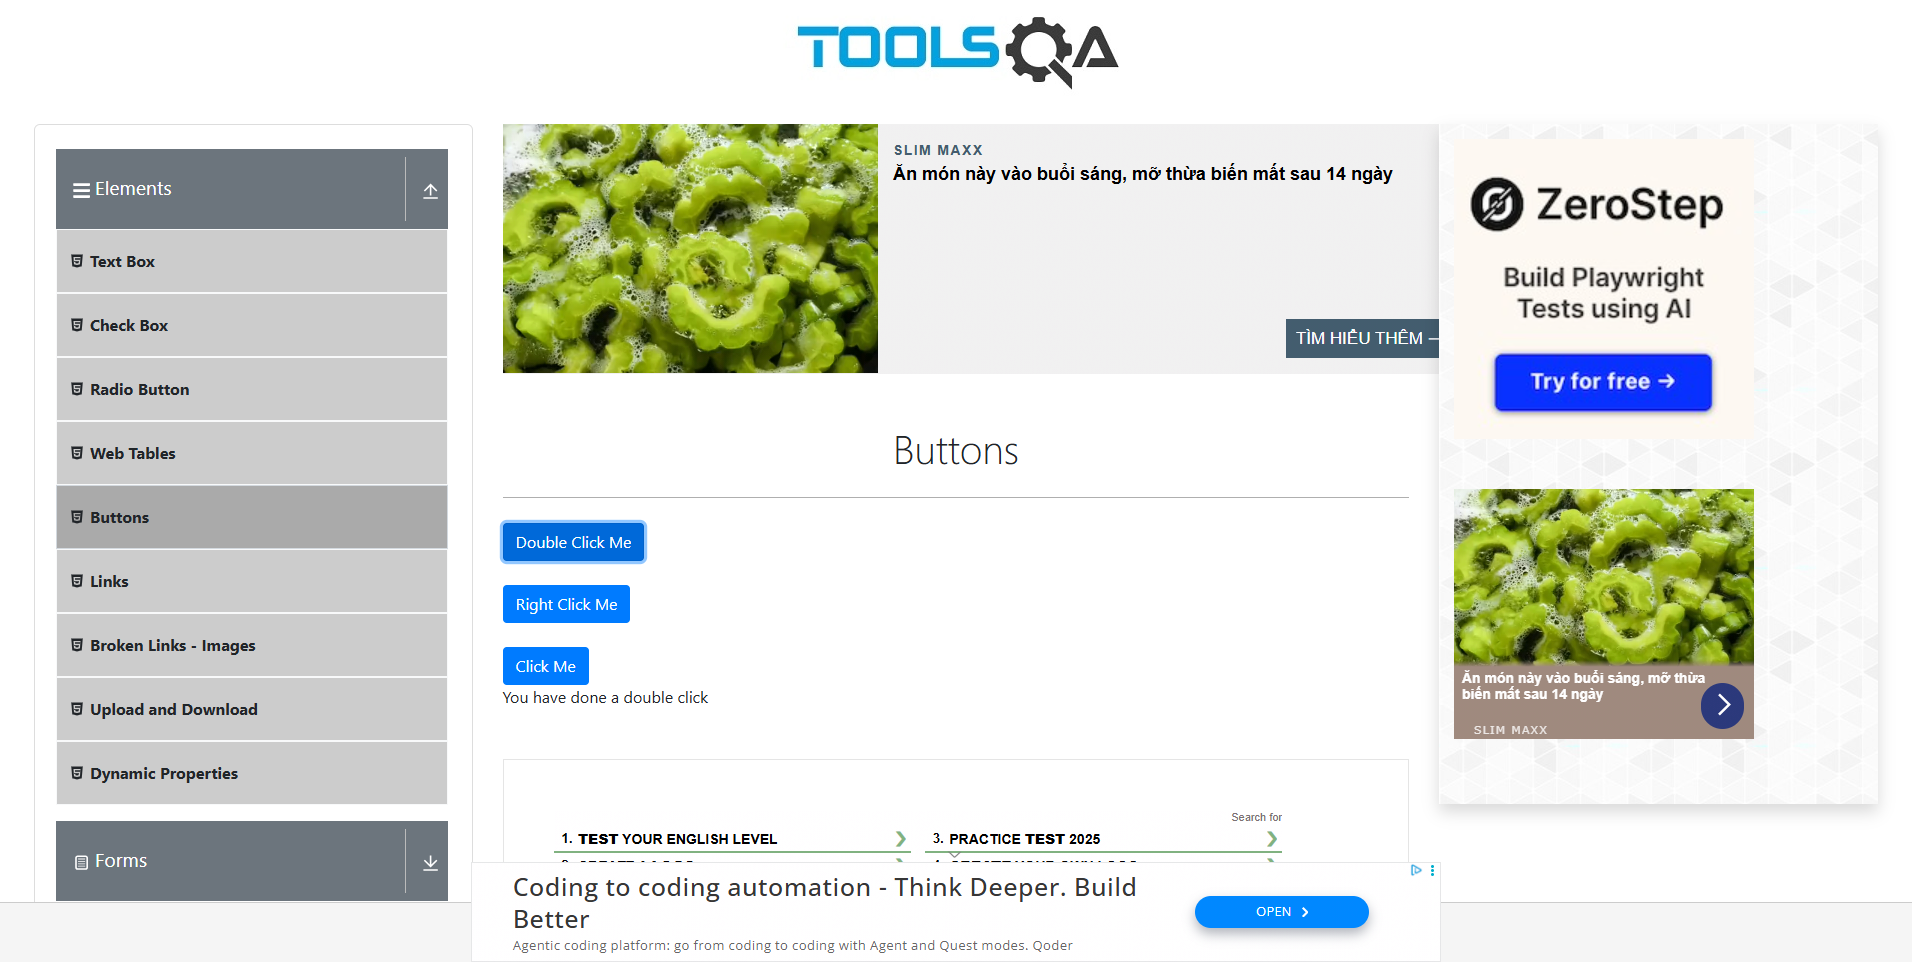 TOOLSQA
Elements
Text Box
Check Box
Radio Button
Web Tables
Buttons
Links
Broken Links - Images
Upload and Download
Dynamic Properties
Forms
SLIM MAXX
Ăn món này vào buổi sáng, mỡ thừa biến mất sau 14 ngày
TÌM HIỂU THÊM
Buttons
Double Click Me
Right Click Me
Click Me
You have done a double click
Search for
1. TEST YOUR ENGLISH LEVEL
3. PRACTICE TEST 2025
Coding to coding automation - Think Deeper. Build
Better
Agentic coding platform: go from coding to coding with Agent and Quest modes. Qoder
OPEN
ZeroStep
Build Playwright
Tests using AI
Try for free →
Ăn món này vào buổi sáng, mỡ thừa
biến mất sau 14 ngày
SLIM MAXX